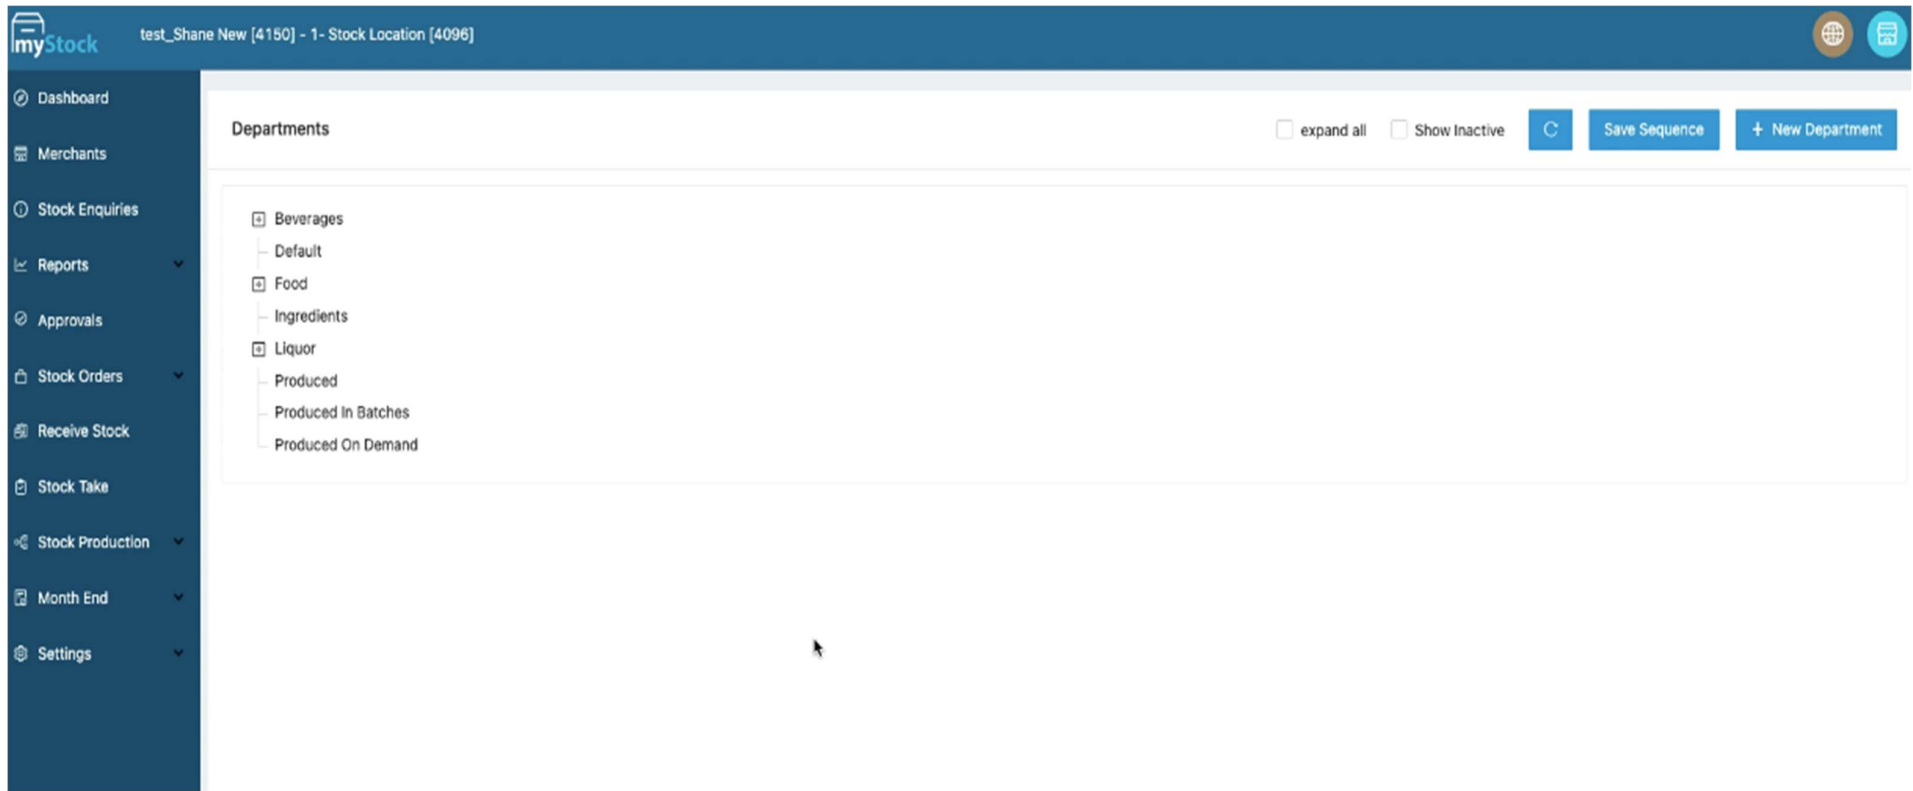 myStock
test_Shane New [4150] - 1- Stock Location [4096]
Dashboard
Merchants
Stock Enquiries
Reports
Approvals
Stock Orders
Receive Stock
Stock Take
Stock Production
Month End
Settings
Departments
expand all
Show Inactive
Save Sequence
+ New Department
Beverages
Default
Food
Ingredients
Liquor
Produced
Produced In Batches
Produced On Demand